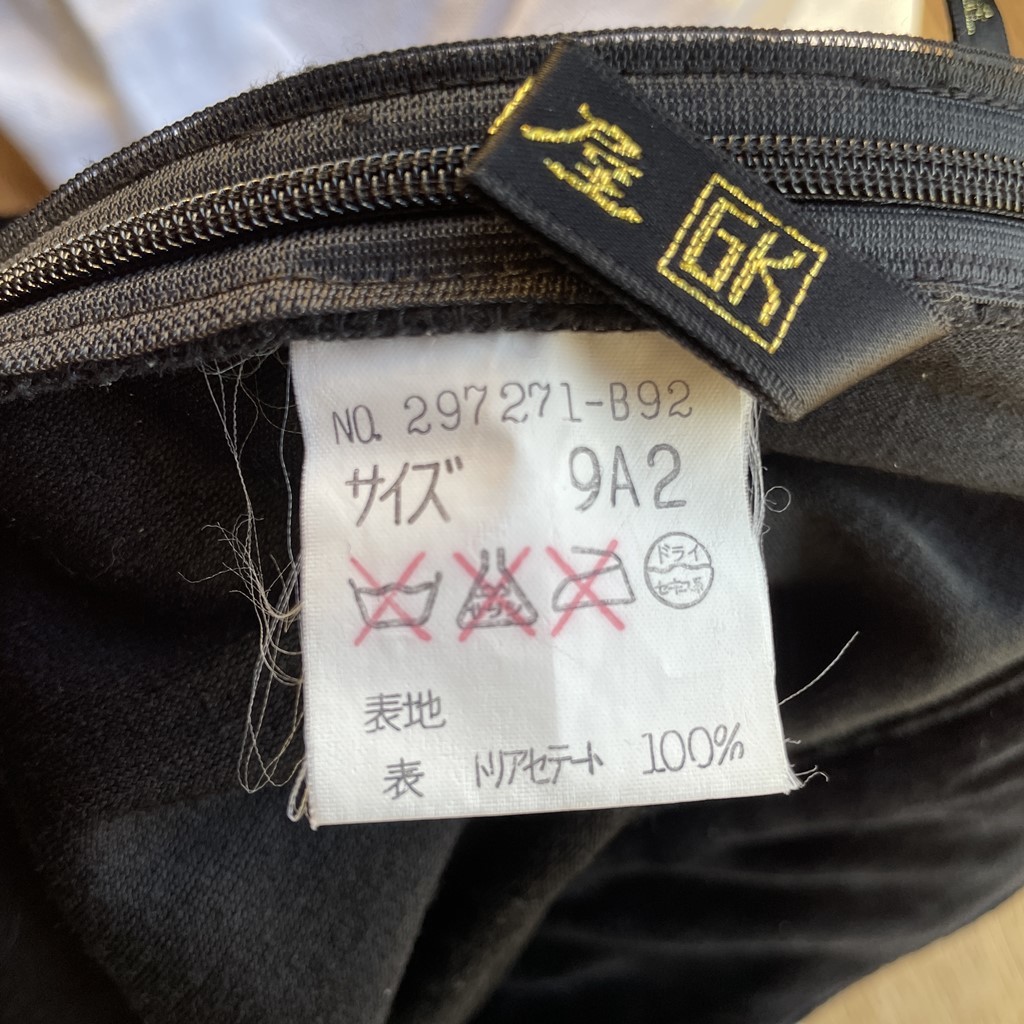 屋 GK
NO. 297271-B92
サイズ 9A2
ドライ
セキユ系
表地
表 トリアセテート 100%